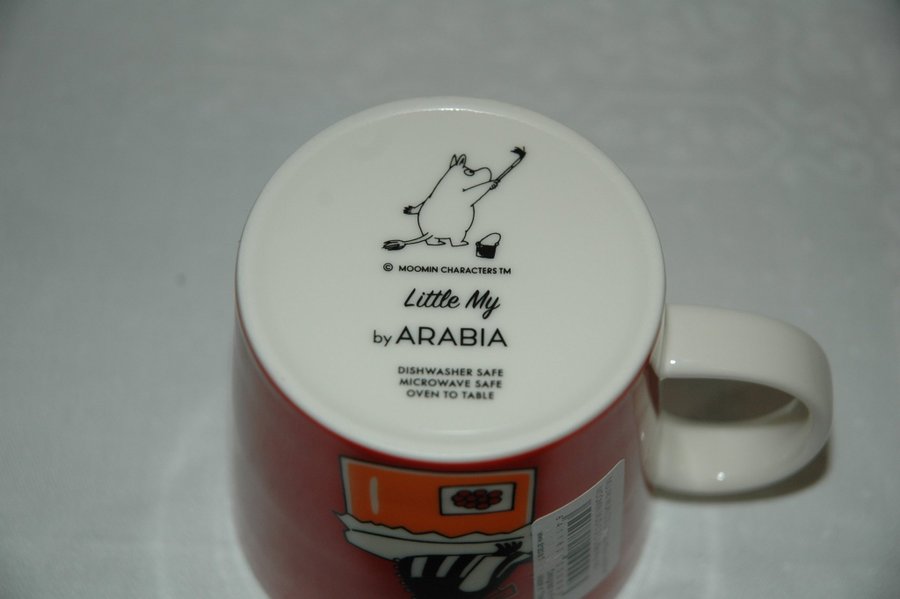 © MOOMIN CHARACTERS TM
Little My
by ARABIA
DISHWASHER SAFE
MICROWAVE SAFE
OVEN TO TABLE